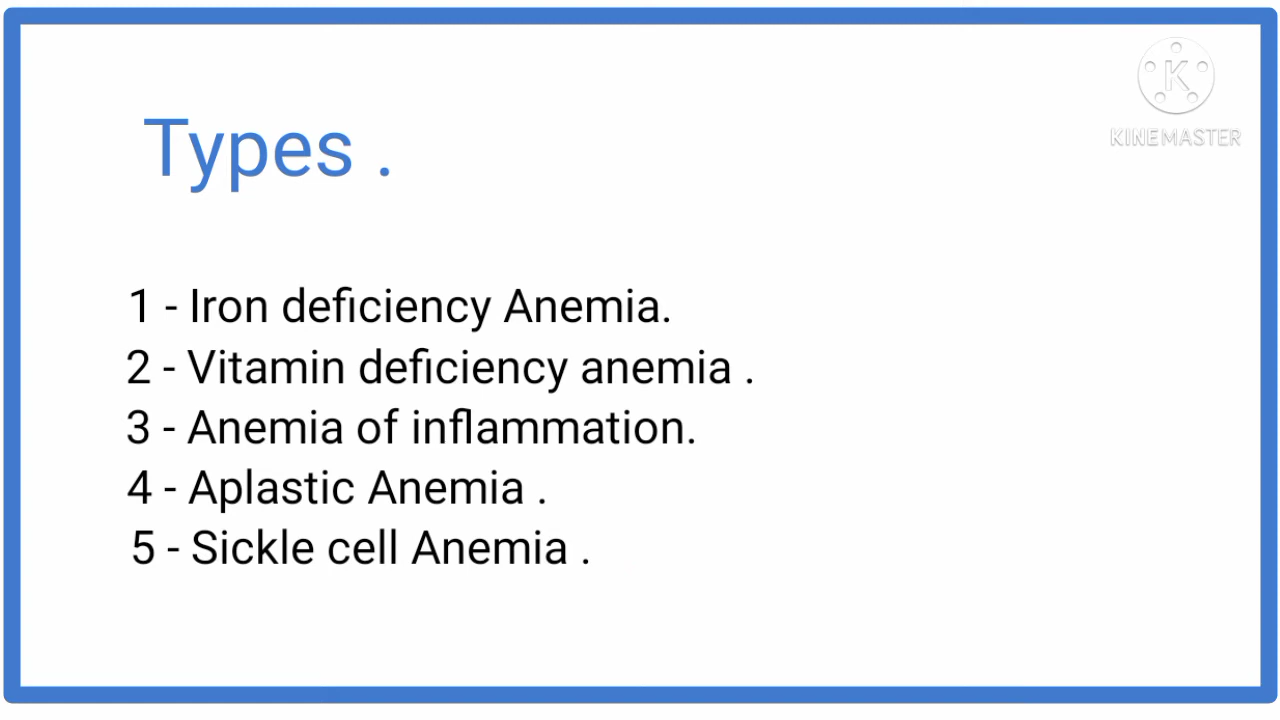 K
KINEMASTER
Types .
1 - Iron deficiency Anemia.
2 - Vitamin deficiency anemia .
3 - Anemia of inflammation.
4 - Aplastic Anemia .
5 - Sickle cell Anemia .